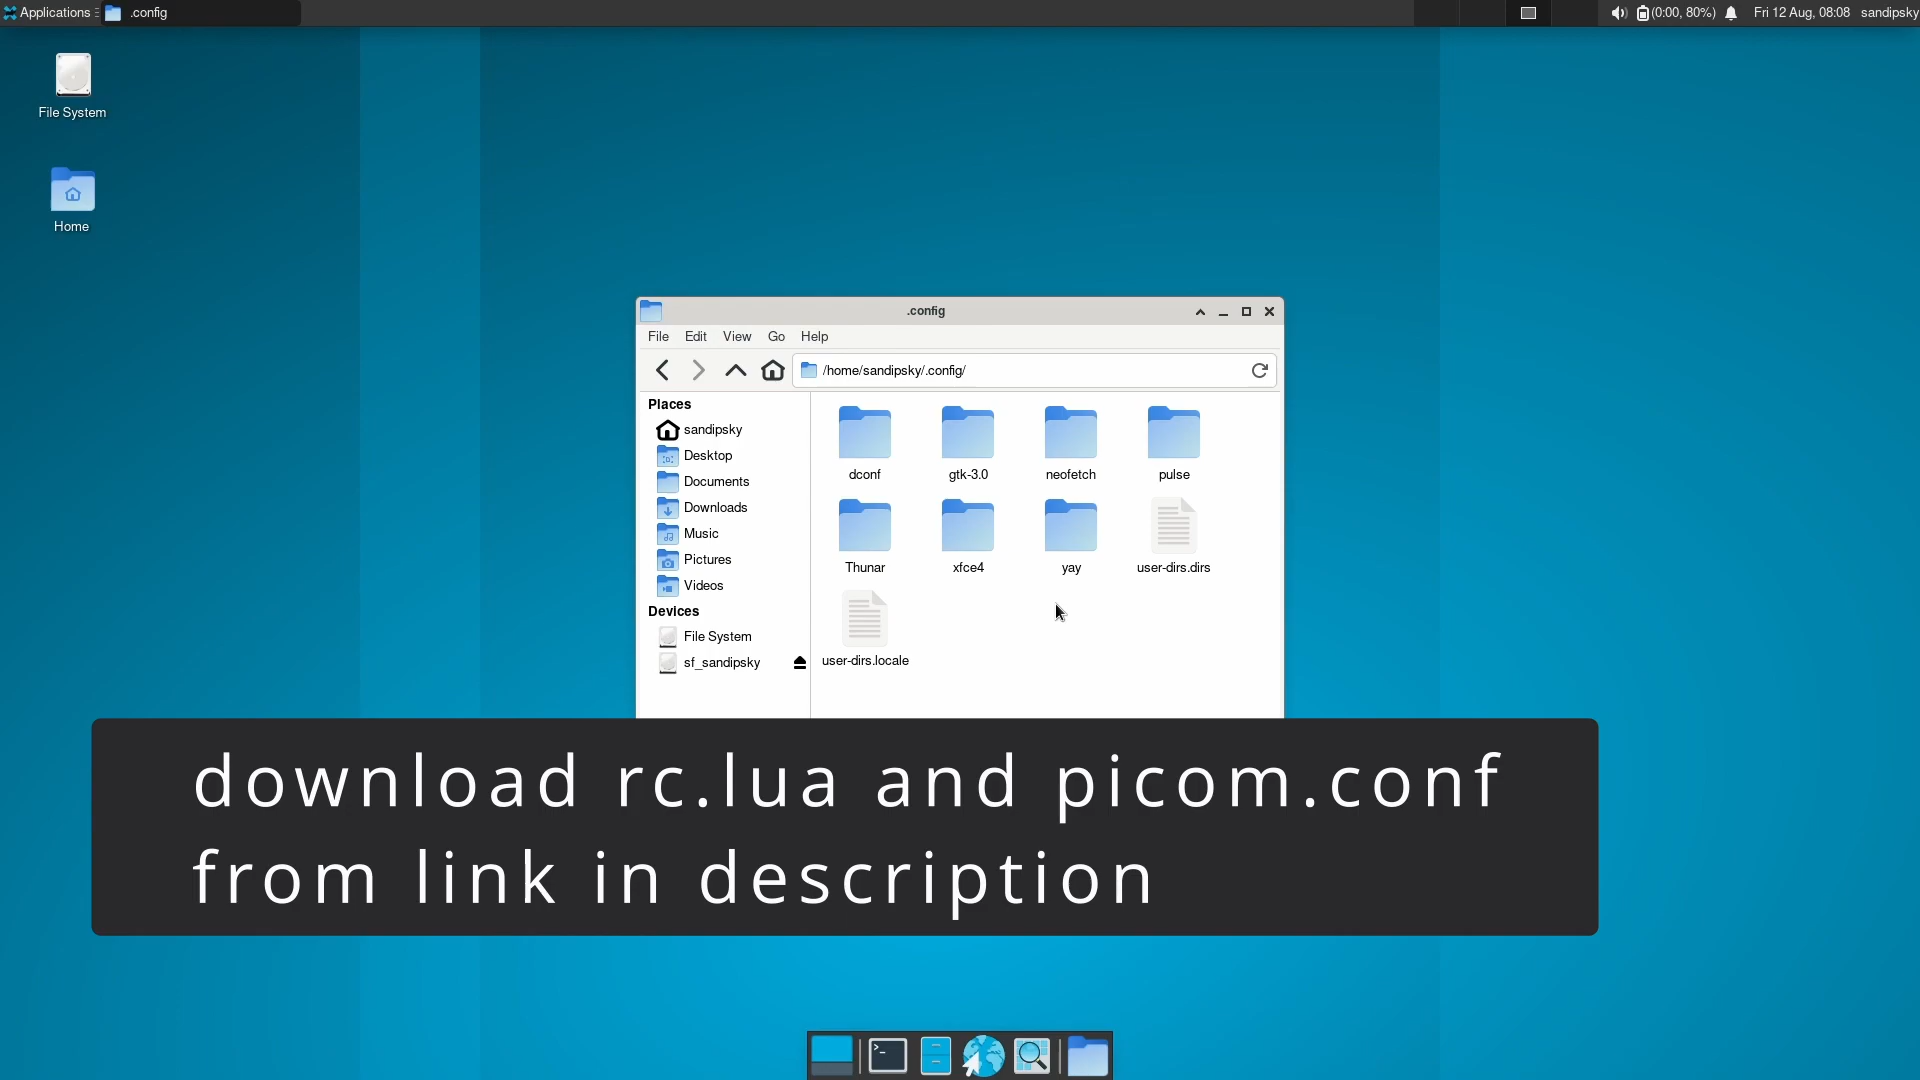 Applications .config (0:00, 80%) Fri 12 Aug, 08:08 sandipsky
File System
Home
.config
File Edit View Go Help
/home/sandipsky/.config/
Places
sandipsky
Desktop
Documents
Downloads
Music
Pictures
Videos
Devices
File System
sf_sandipsky
dconf gtk-3.0 neofetch pulse
Thunar xfce4 yay user-dirs.dirs
user-dirs.locale
download rc.lua and picom.conf
from link in description